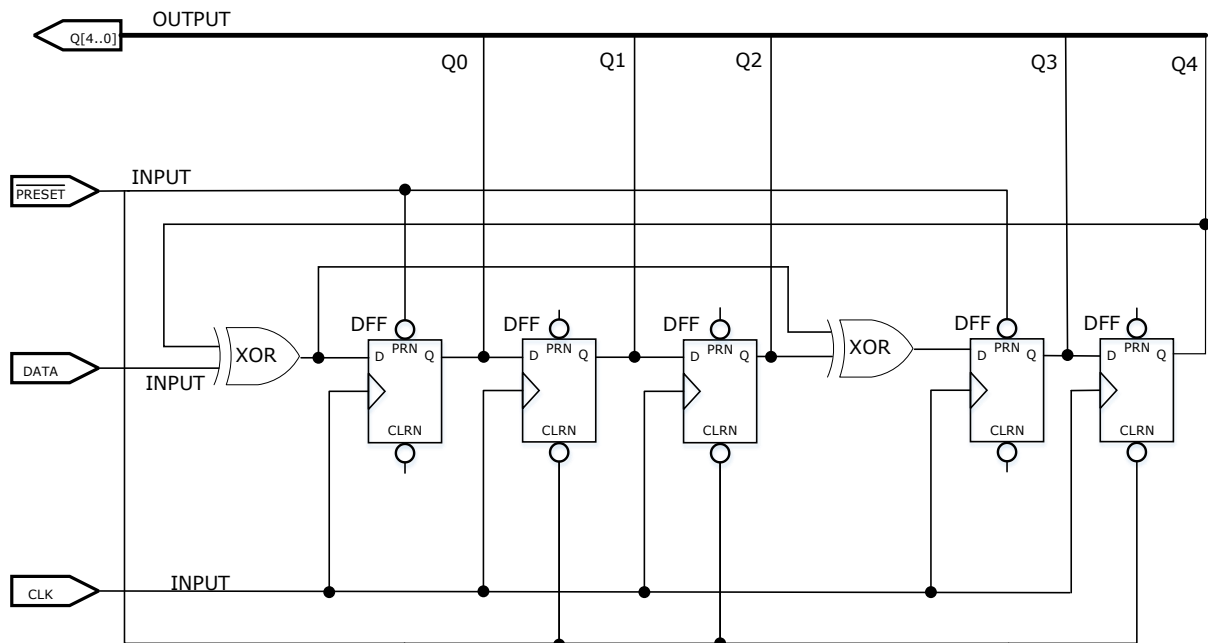 OUTPUT
Q[4..0]
Q0 Q1 Q2 Q3 Q4
INPUT
PRESET
DFF DFF DFF DFF DFF
PRN PRN PRN PRN PRN
XOR D Q D Q D Q XOR D Q D Q
DATA INPUT
CLRN CLRN CLRN CLRN CLRN
CLK INPUT